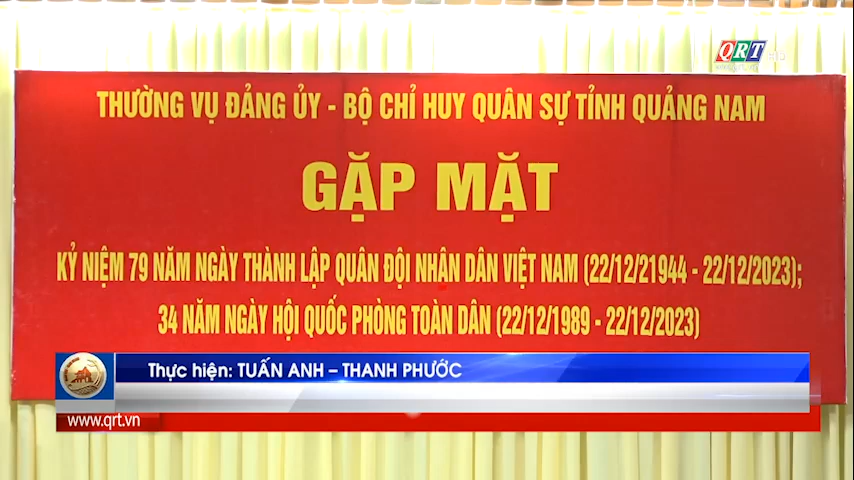 QRT
THƯỜNG VỤ ĐẢNG ỦY - BỘ CHỈ HUY QUÂN SỰ TỈNH QUẢNG NAM
GẶP MẶT
KỶ NIỆM 79 NĂM NGÀY THÀNH LẬP QUÂN ĐỘI NHÂN DÂN VIỆT NAM (22/12/21944 - 22/12/2023);
34 NĂM NGÀY HỘI QUỐC PHÒNG TOÀN DÂN (22/12/1989 - 22/12/2023)
Thực hiện: TUẤN ANH – THANH PHƯỚC
www.qrt.vn